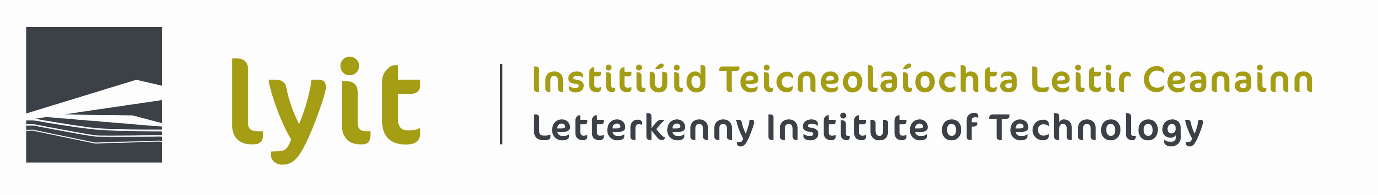 lyit
Institiúid Teicneolaíochta Leitir Ceanainn
Letterkenny Institute of Technology